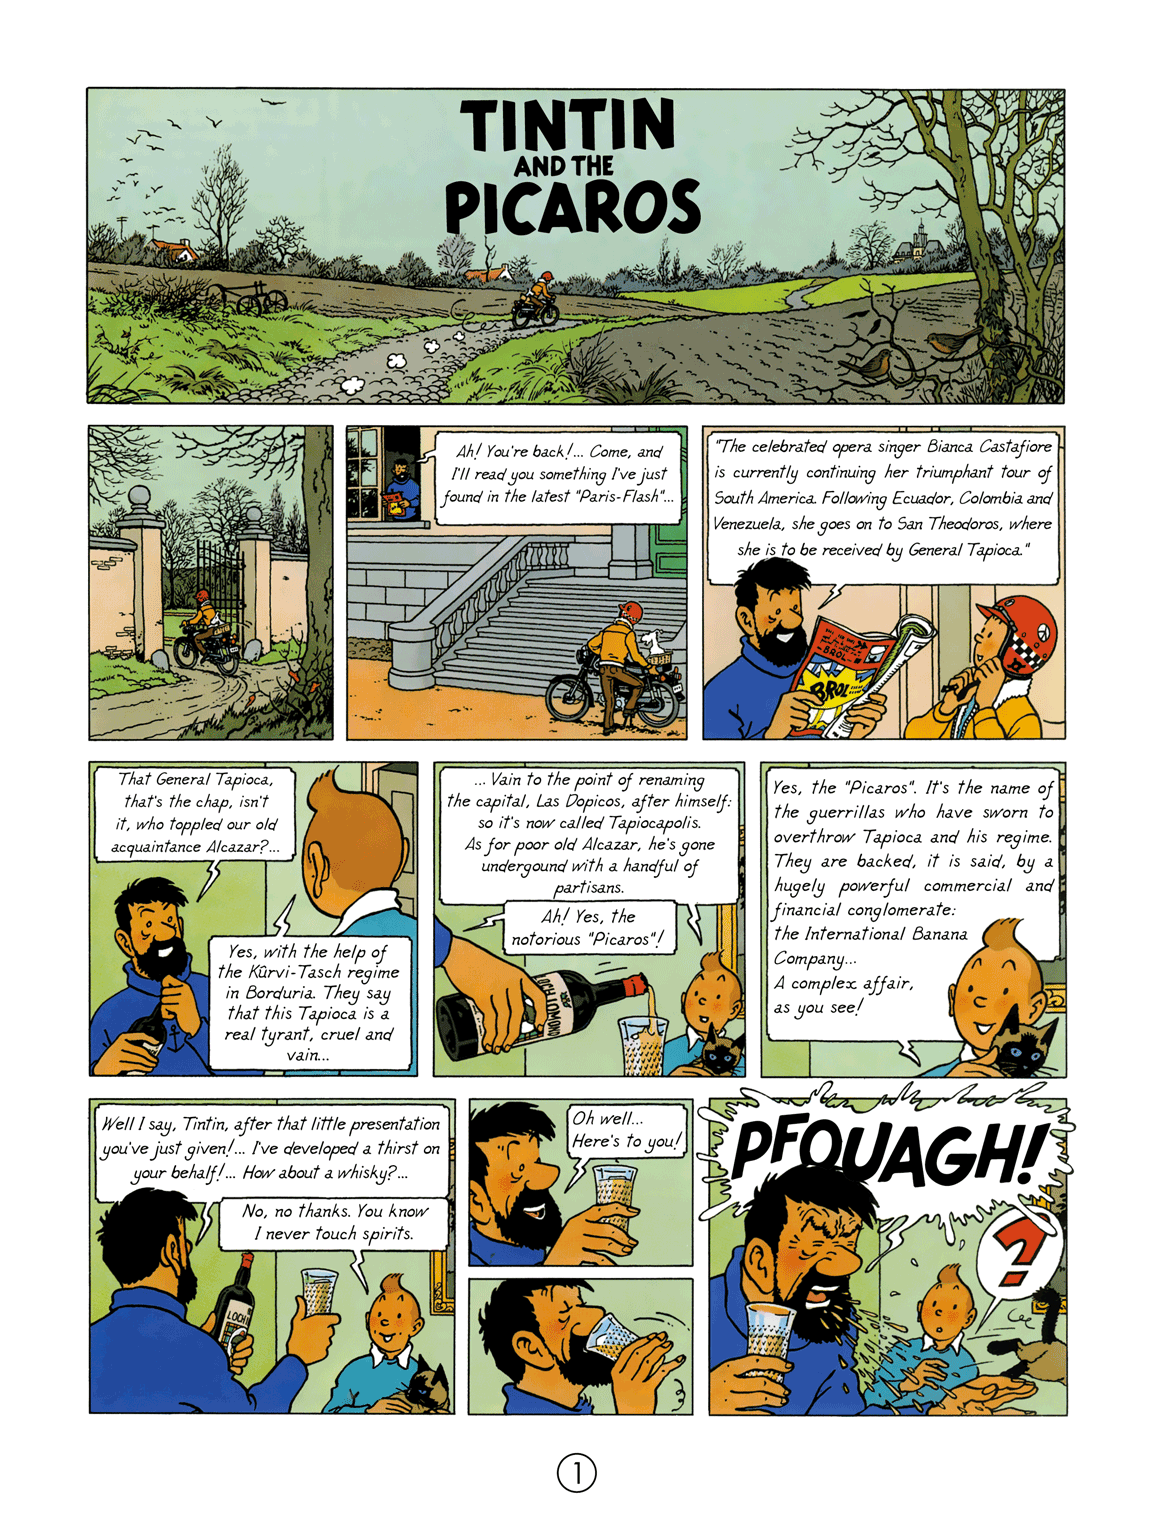 TINTIN
AND THE
PICAROS
Ah! You're back!... Come, and
I'll read you something I've just
found in the latest "Paris-Flash"...
"The celebrated opera singer Bianca Castafiore
is currently continuing her triumphant tour of
South America. Following Ecuador, Colombia and
Venezuela, she goes on to San Theodoros, where
she is to be received by General Tapioca."
BROL
BROL
That General Tapioca,
that's the chap, isn't
it, who toppled our old
acquaintance Alcazar?...
Yes, with the help of
the Kûrvi-Tasch regime
in Borduria. They say
that this Tapioca is a
real tyrant, cruel and
vain...
... Vain to the point of renaming
the capital, Las Dopicos, after himself:
so it's now called Tapiocapolis.
As for poor old Alcazar, he's gone
undergound with a handful of
partisans.
Ah! Yes, the
notorious "Picaros"!
Yes, the "Picaros". It's the name of
the guerrillas who have sworn to
overthrow Tapioca and his regime.
They are backed, it is said, by a
hugely powerful commercial and
financial conglomerate:
the International Banana
Company...
A complex affair,
as you see!
Well I say, Tintin, after that little presentation
you've just given!... I've developed a thirst on
your behalf!... How about a whisky?...
No, no thanks. You know
I never touch spirits.
LOCH
Oh well...
Here's to you!
PFOUAGH!
?
1